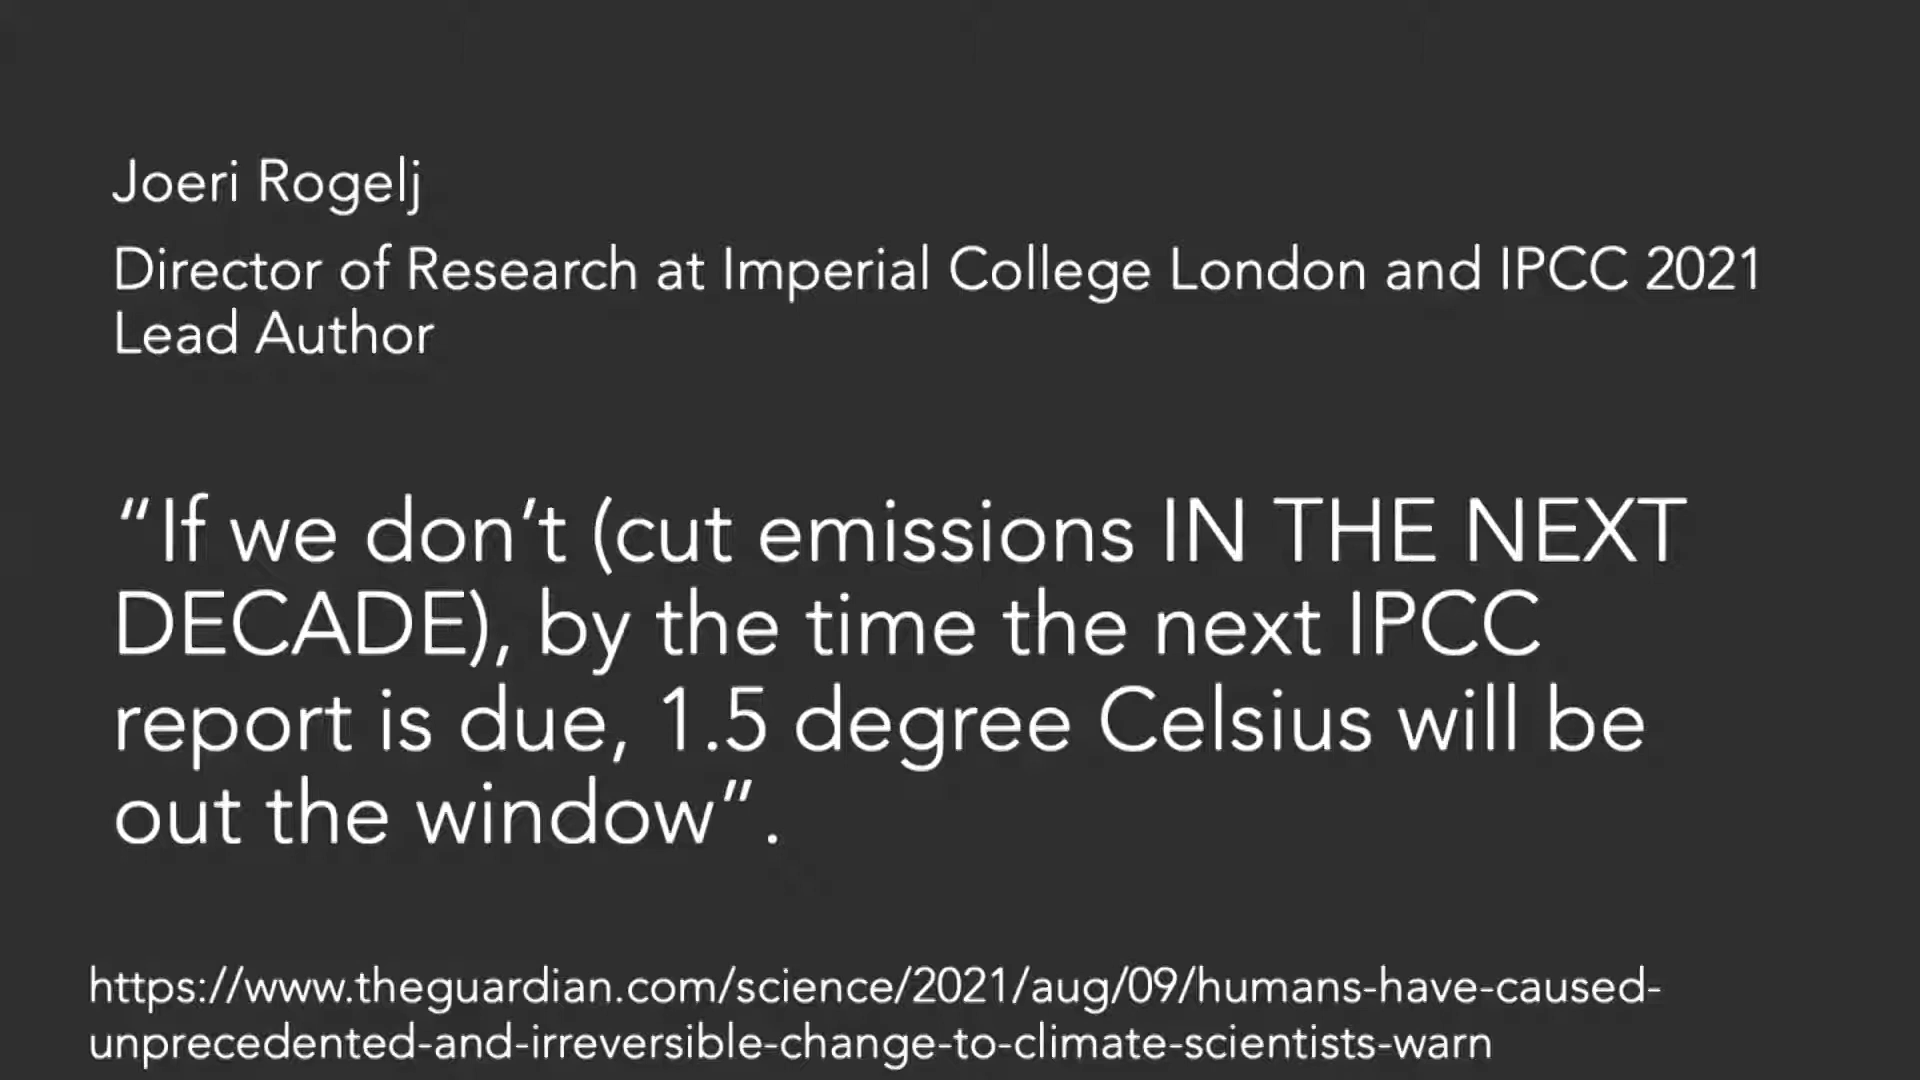 Joeri Rogelj
Director of Research at Imperial College London and IPCC 2021
Lead Author
“If we don’t (cut emissions IN THE NEXT
DECADE), by the time the next IPCC
report is due, 1.5 degree Celsius will be
out the window”.
https://www.theguardian.com/science/2021/aug/09/humans-have-caused-
unprecedented-and-irreversible-change-to-climate-scientists-warn